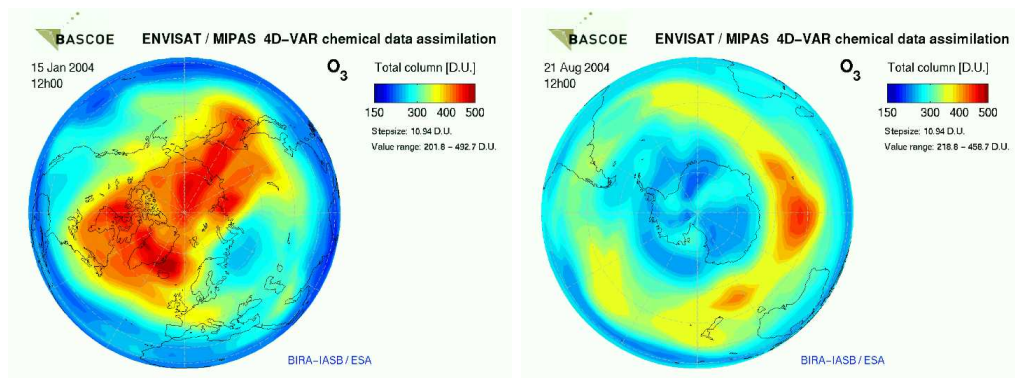 BASCOE
ENVISAT / MIPAS 4D-VAR chemical data assimilation
15 Jan 2004
12h00
O3
Total column [D.U.]
150 300 400 500
Stepsize: 10.94 D.U.
Value range: 201.8 - 492.7 D.U.
BIRA-IASB / ESA
BASCOE
ENVISAT / MIPAS 4D-VAR chemical data assimilation
21 Aug 2004
12h00
O3
Total column [D.U.]
150 300 400 500
Stepsize: 10.94 D.U.
Value range: 218.8 - 458.7 D.U.
BIRA-IASB / ESA